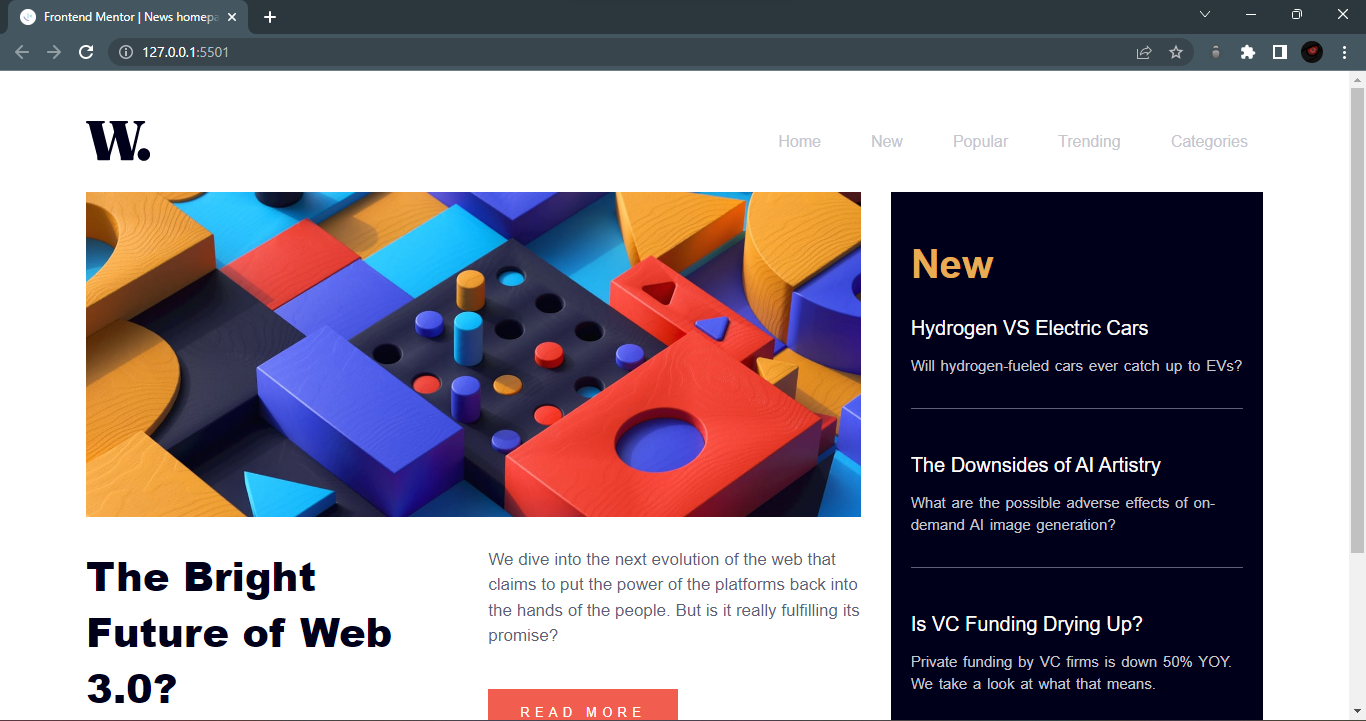 Frontend Mentor | News homepa
127.0.0.1:5501
W.
Home New Popular Trending Categories
New
Hydrogen VS Electric Cars
Will hydrogen-fueled cars ever catch up to EVs?
The Downsides of AI Artistry
What are the possible adverse effects of on-
demand AI image generation?
Is VC Funding Drying Up?
Private funding by VC firms is down 50% YOY.
We take a look at what that means.
The Bright
Future of Web
3.0?
We dive into the next evolution of the web that
claims to put the power of the platforms back into
the hands of the people. But is it really fulfilling its
promise?
READ MORE